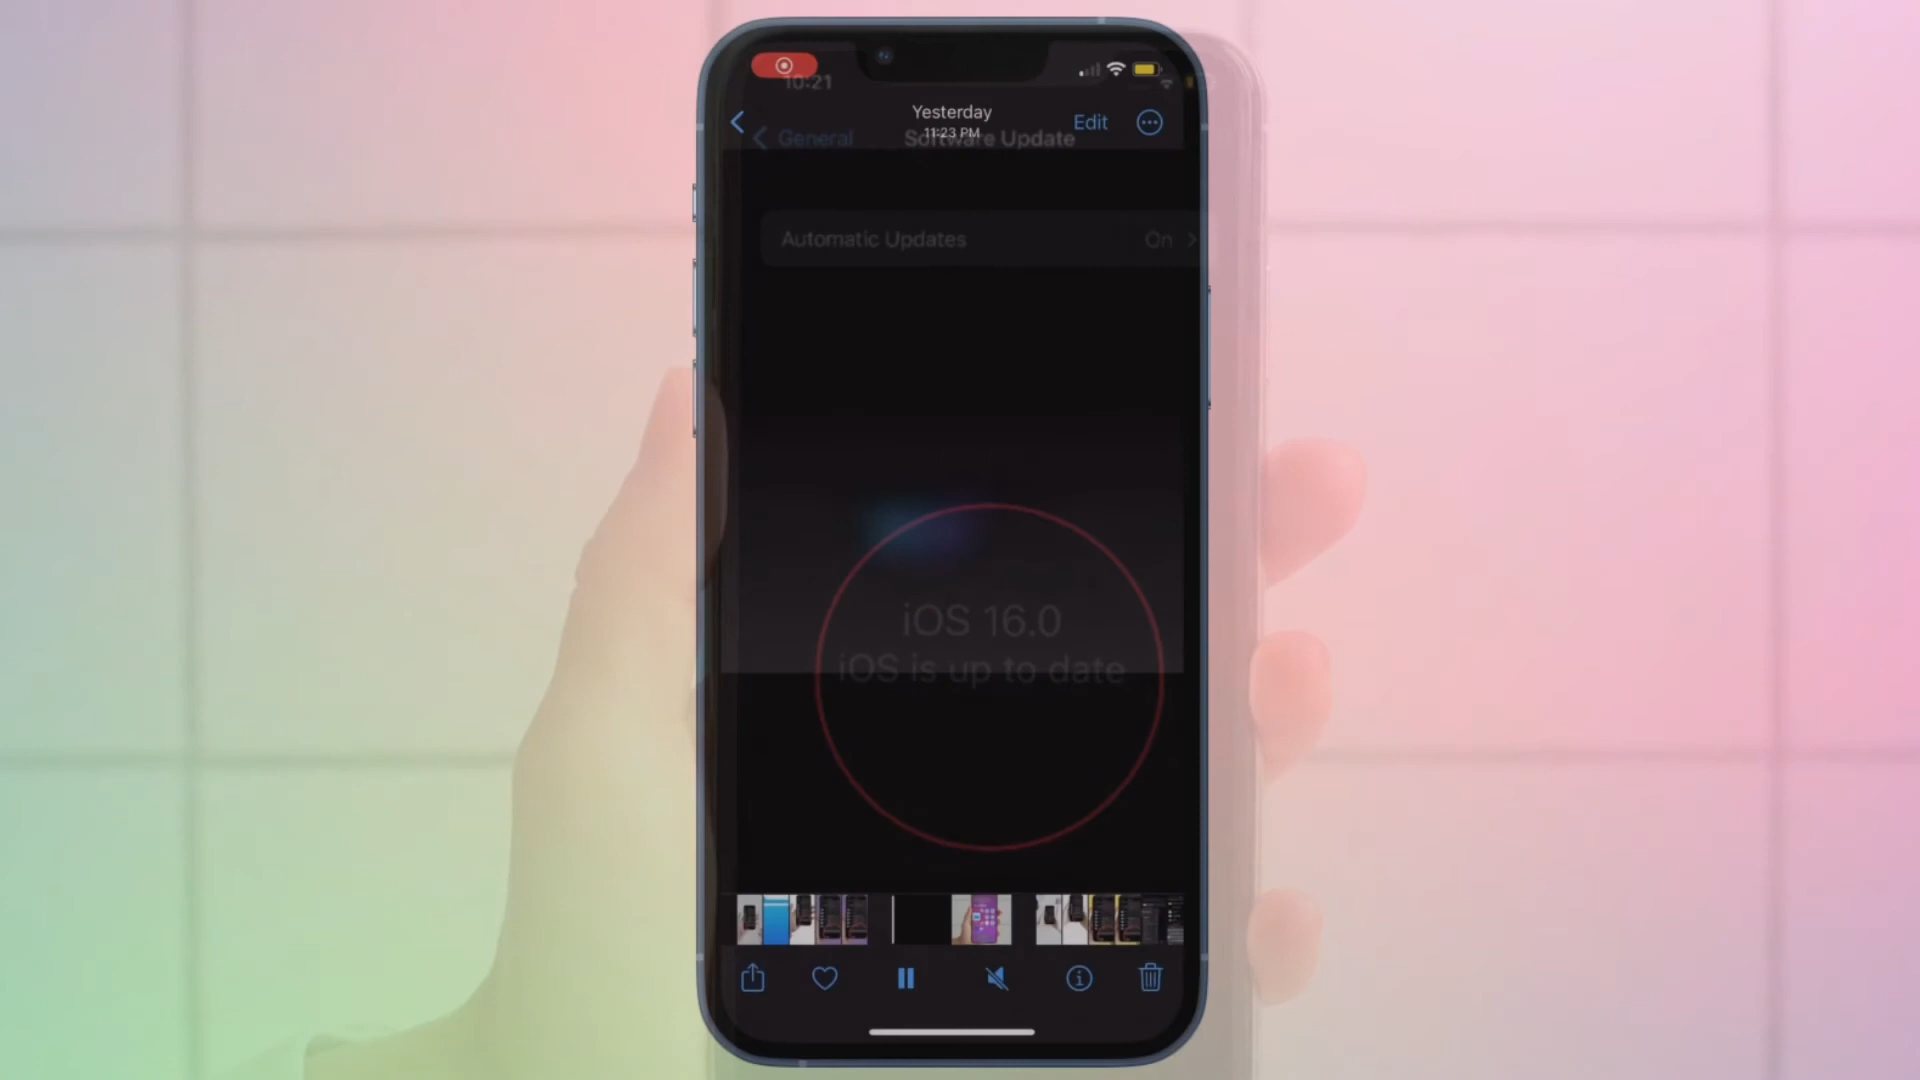 10:21
Yesterday
11:23 PM
Edit
General
Software Update
Automatic Updates
On
iOS 16.0
iOS is up to date